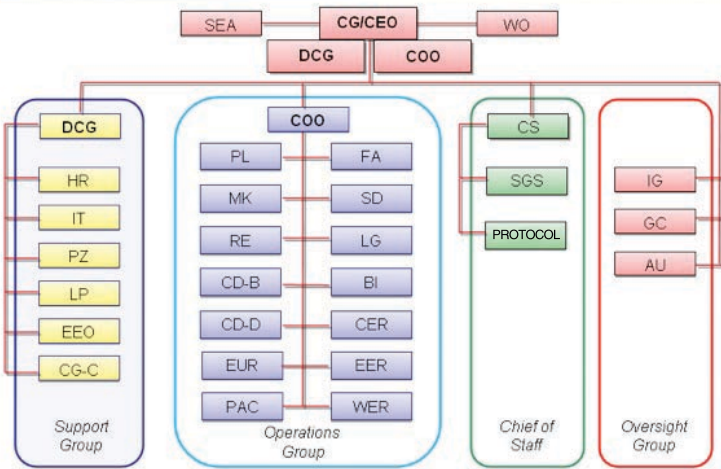 SEA
CG/CEO
WO
DCG
COO
DCG
HR
IT
PZ
LP
EEO
CG-C
Support
Group
COO
PL
FA
MK
SD
RE
LG
CD-B
BI
CD-D
CER
EUR
EER
PAC
WER
Operations
Group
CS
SGS
PROTOCOL
Chief of
Staff
IG
GC
AU
Oversight
Group